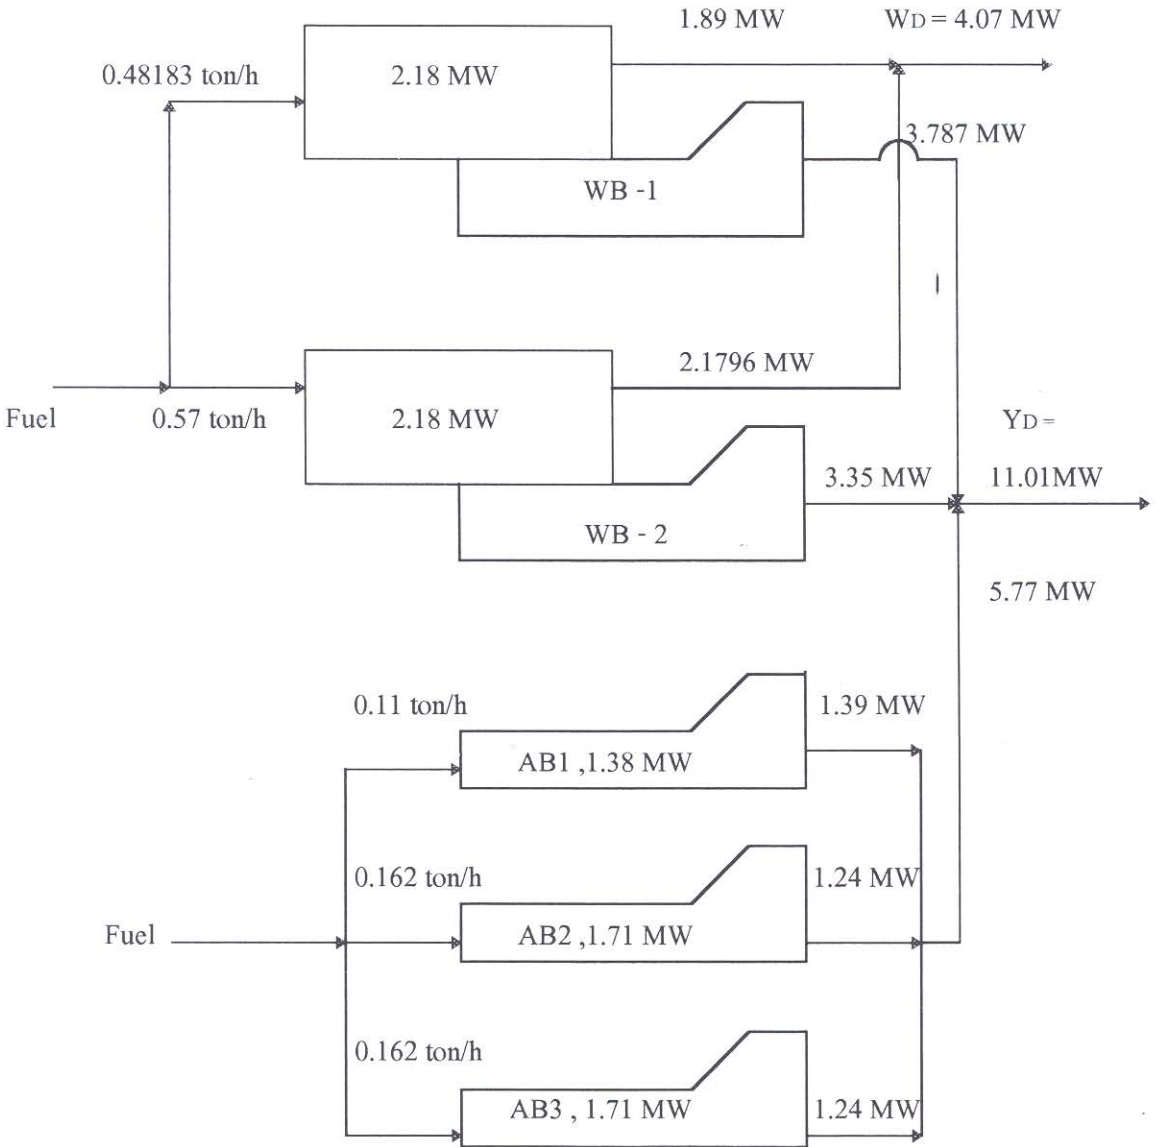 1.89 MW
WD = 4.07 MW
0.48183 ton/h
2.18 MW
3.787 MW
WB -1
2.1796 MW
Fuel
0.57 ton/h
2.18 MW
YD =
3.35 MW
11.01MW
WB - 2
5.77 MW
0.11 ton/h
1.39 MW
AB1 ,1.38 MW
0.162 ton/h
1.24 MW
Fuel
AB2 ,1.71 MW
0.162 ton/h
AB3 , 1.71 MW
1.24 MW